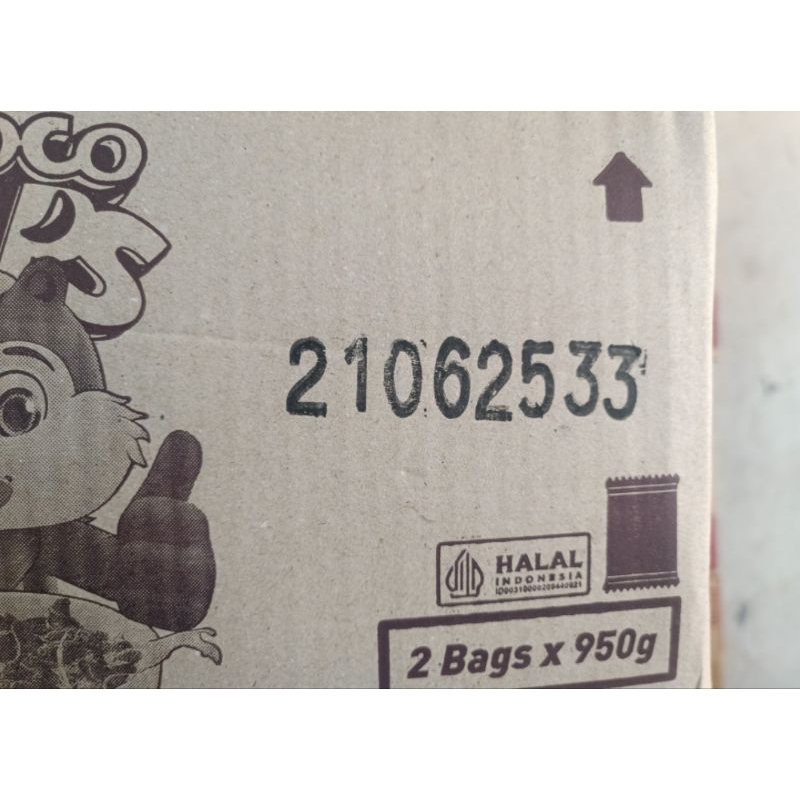 OCO
21062533
HALAL
INDONESIA
2 Bags x 950g